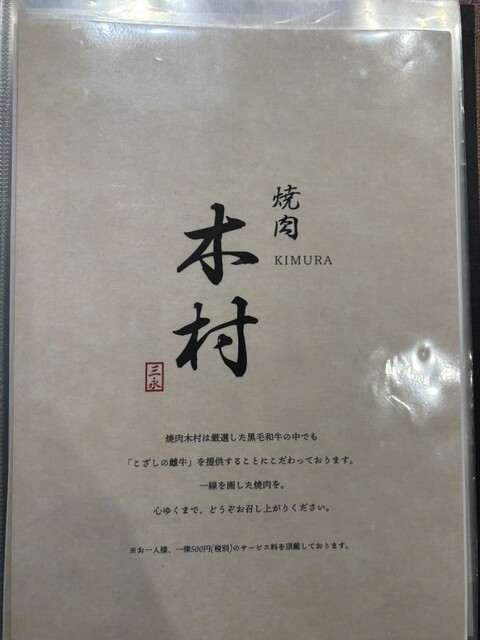 焼肉
木村
KIMURA
三永
焼肉木村は厳選した黒毛和牛の中でも
「こざしの雌牛」を提供することにこだわっております。
一線を画した焼肉を。
心ゆくまで、どうぞお召し上がりください。
※お一人様、一律500円(税別)のサービス料を頂戴しております。